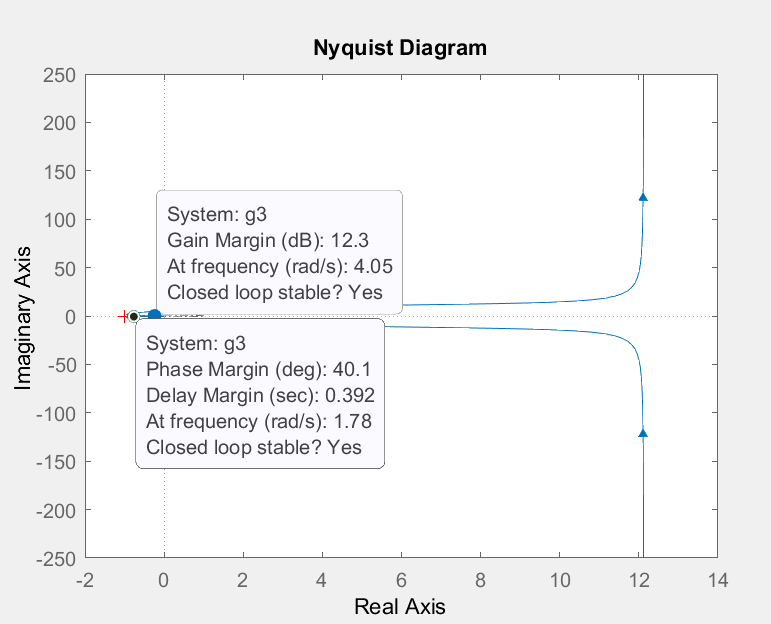 Nyquist Diagram
250
200
150
100
50
0
-50
-100
-150
-200
-250
Imaginary Axis
System: g3
Gain Margin (dB): 12.3
At frequency (rad/s): 4.05
Closed loop stable? Yes
System: g3
Phase Margin (deg): 40.1
Delay Margin (sec): 0.392
At frequency (rad/s): 1.78
Closed loop stable? Yes
-2 0 2 4 6 8 10 12 14
Real Axis